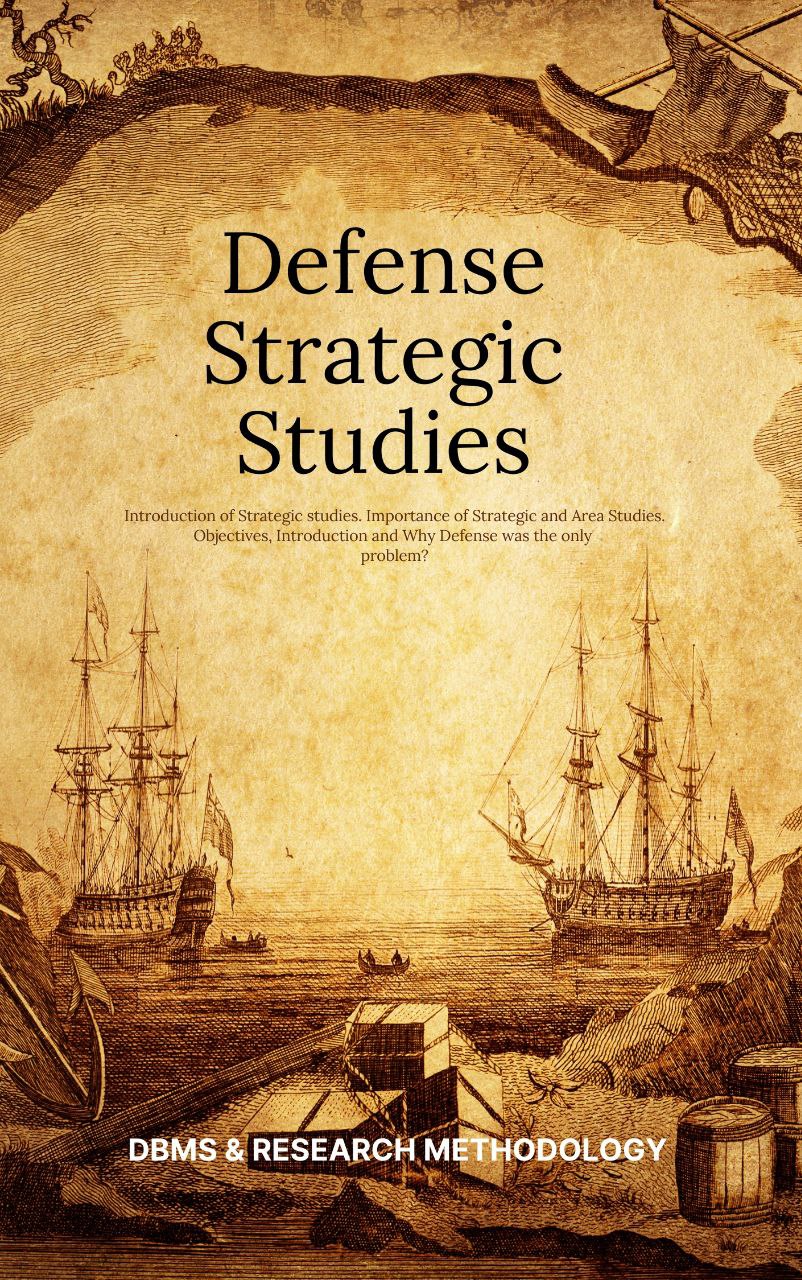 Defense
Strategic
Studies
Introduction of Strategic studies. Importance of Strategic and Area Studies.
Objectives, Introduction and Why Defense was the only
problem?
DBMS & RESEARCH METHODOLOGY